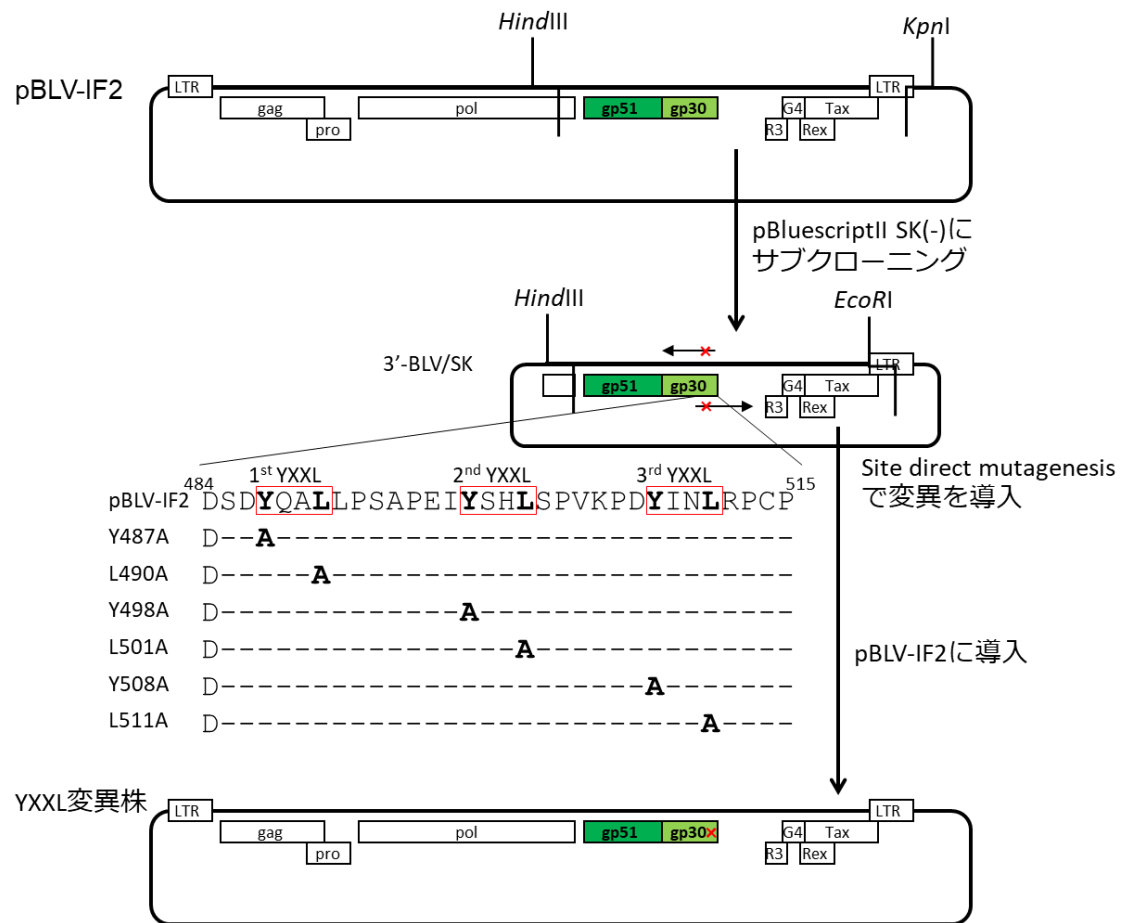 HindIII
KpnI
pBLV-IF2
LTR
LTR
gag
pol
gp51
gp30
G4
Tax
pro
R3
Rex
pBluescriptII SK(-)に
サブクローニング
HindIII
EcoRI
3'-BLV/SK
LTR
gp51
gp30
G4
Tax
R3
Rex
Site direct mutagenesis
で変異を導入
1st YXXL
2nd YXXL
3rd YXXL
484
515
pBLV-IF2 DSDYQALLPSAPEIYSHLSPVKPDYINLRPCP
Y487A D--A----------------------------
L490A D-----A-------------------------
Y498A D-------------A-----------------
L501A D----------------A--------------
Y508A D-----------------------A-------
L511A D--------------------------A----
pBLV-IF2に導入
YXXL変異株
LTR
LTR
gag
pol
gp51
gp30
G4
Tax
pro
R3
Rex